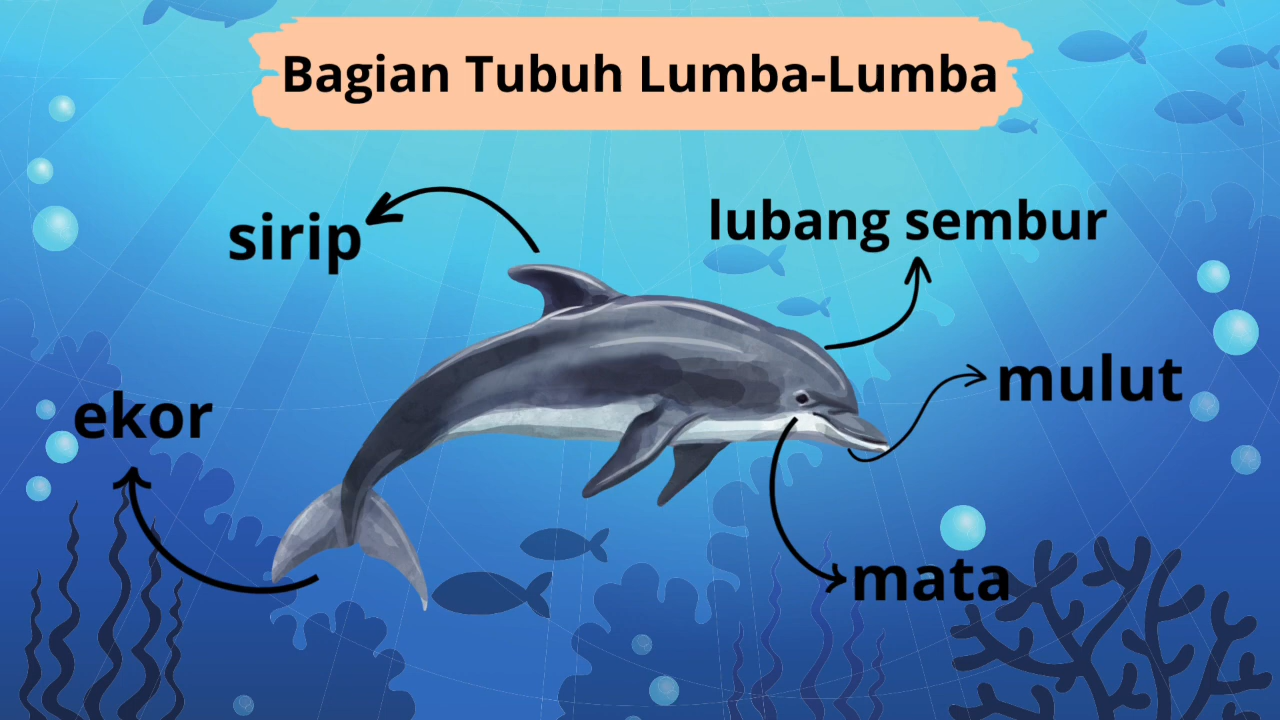 Bagian Tubuh Lumba-Lumba
sirip
lubang sembur
mulut
ekor
mata